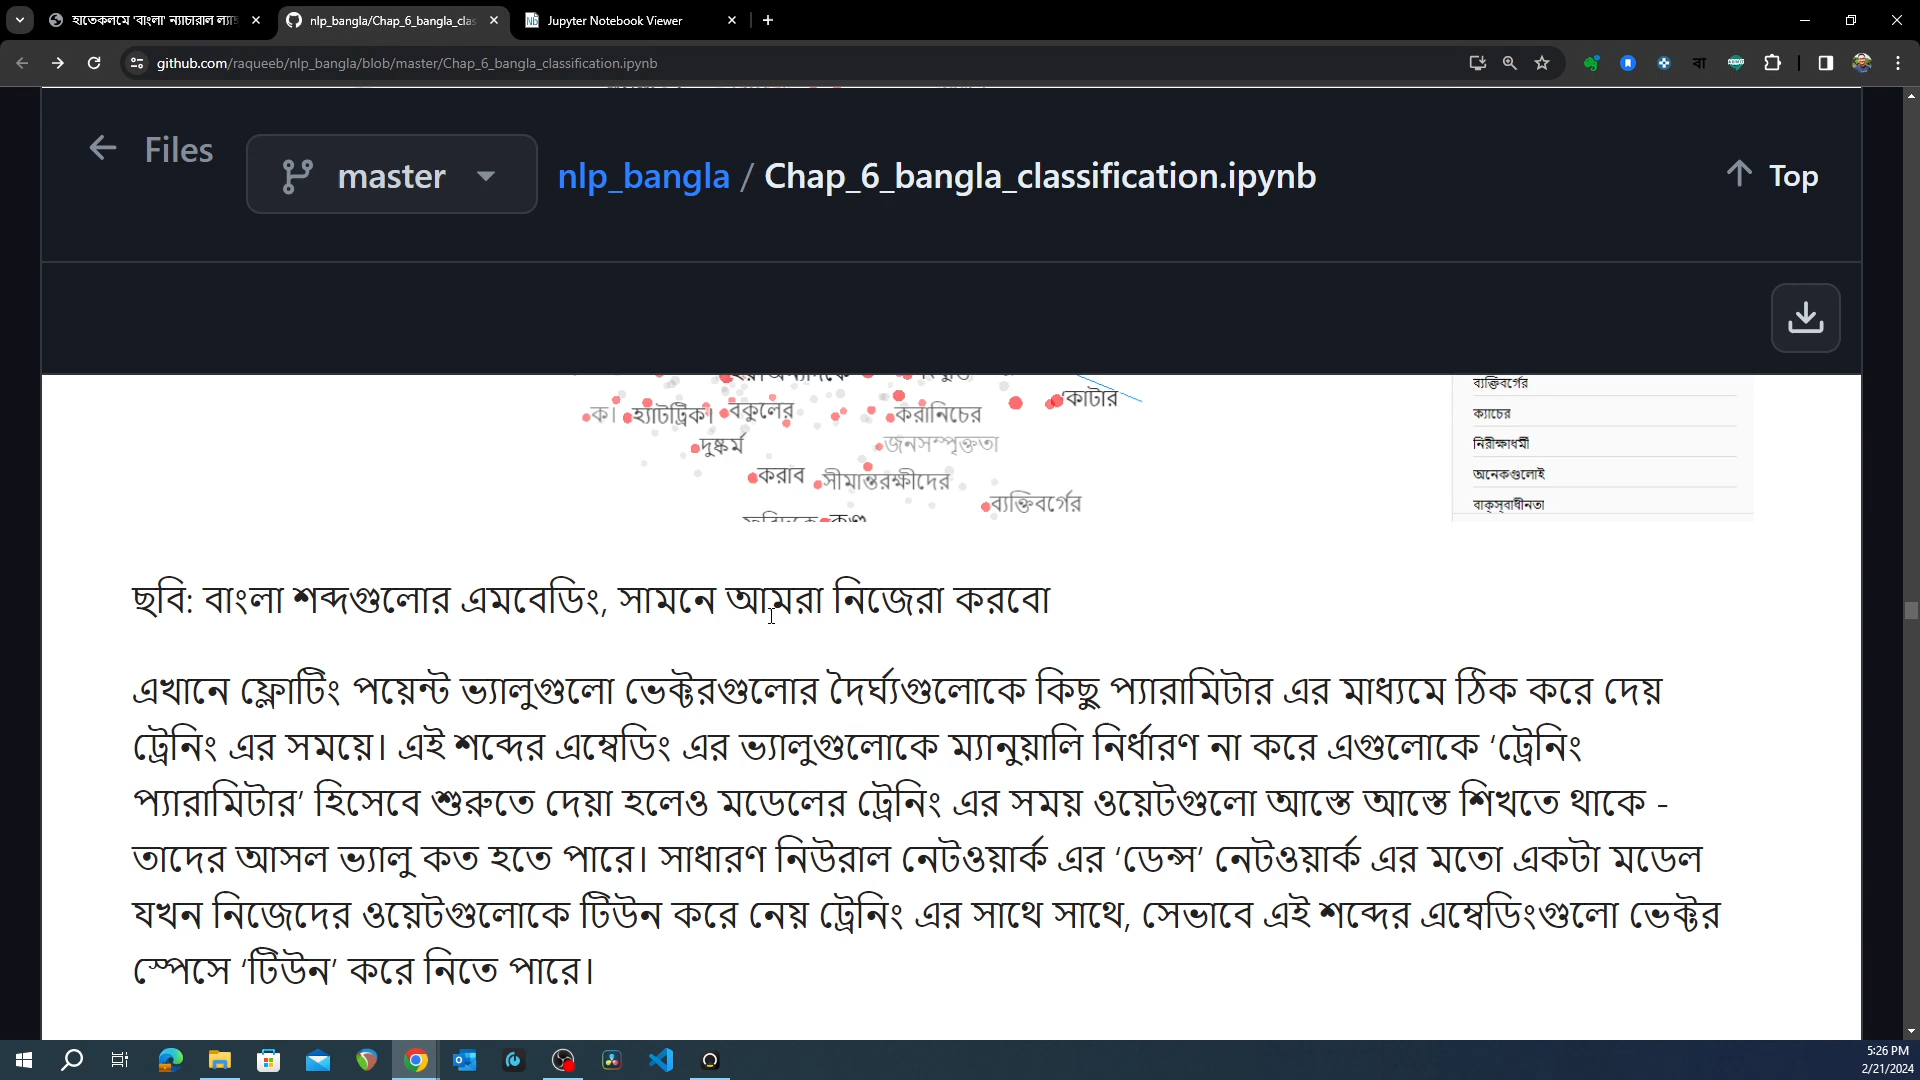 হাতেকলমে 'বাংলা' ন্যাচারাল
nlp_bangla/Chap_6_bangla_clas
Jupyter Notebook Viewer
github.com/raqueeb/nlp_bangla/blob/master/Chap_6_bangla_classification.ipynb
Files
master
nlp_bangla / Chap_6_bangla_classification.ipynb
Top
ব্যক্তিবর্গের
'কাটার
ক। হ্যাটট্রিক। বকুলের করানিচের
ক্যাচের
দুষ্কর্ম জনসম্পৃক্ততা
নিরীক্ষাধর্মী
করাব সীমান্তরক্ষীদের
অনেকগুলোই
ব্যক্তিবর্গের
বাক্‌স্বাধীনতা
ছবি: বাংলা শব্দগুলোর এমবেডিং, সামনে আমরা নিজেরা করবো
এখানে ফ্লোটিং পয়েন্ট ভ্যালুগুলো ভেক্টরগুলোর দৈর্ঘ্যগুলোকে কিছু প্যারামিটার এর মাধ্যমে ঠিক করে দেয়
ট্রেনিং এর সময়ে। এই শব্দের এম্বেডিং এর ভ্যালুগুলোকে ম্যানুয়ালি নির্ধারণ না করে এগুলোকে ‘ট্রেনিং
প্যারামিটার’ হিসেবে শুরুতে দেয়া হলেও মডেলের ট্রেনিং এর সময় ওয়েটগুলো আস্তে আস্তে শিখতে থাকে -
তাদের আসল ভ্যালু কত হতে পারে। সাধারণ নিউরাল নেটওয়ার্ক এর ‘ডেন্স’ নেটওয়ার্ক এর মতো একটা মডেল
যখন নিজেদের ওয়েটগুলোকে টিউন করে নেয় ট্রেনিং এর সাথে সাথে, সেভাবে এই শব্দের এম্বেডিংগুলো ভেক্টর
স্পেসে ‘টিউন’ করে নিতে পারে।
5:26 PM
2/21/2024